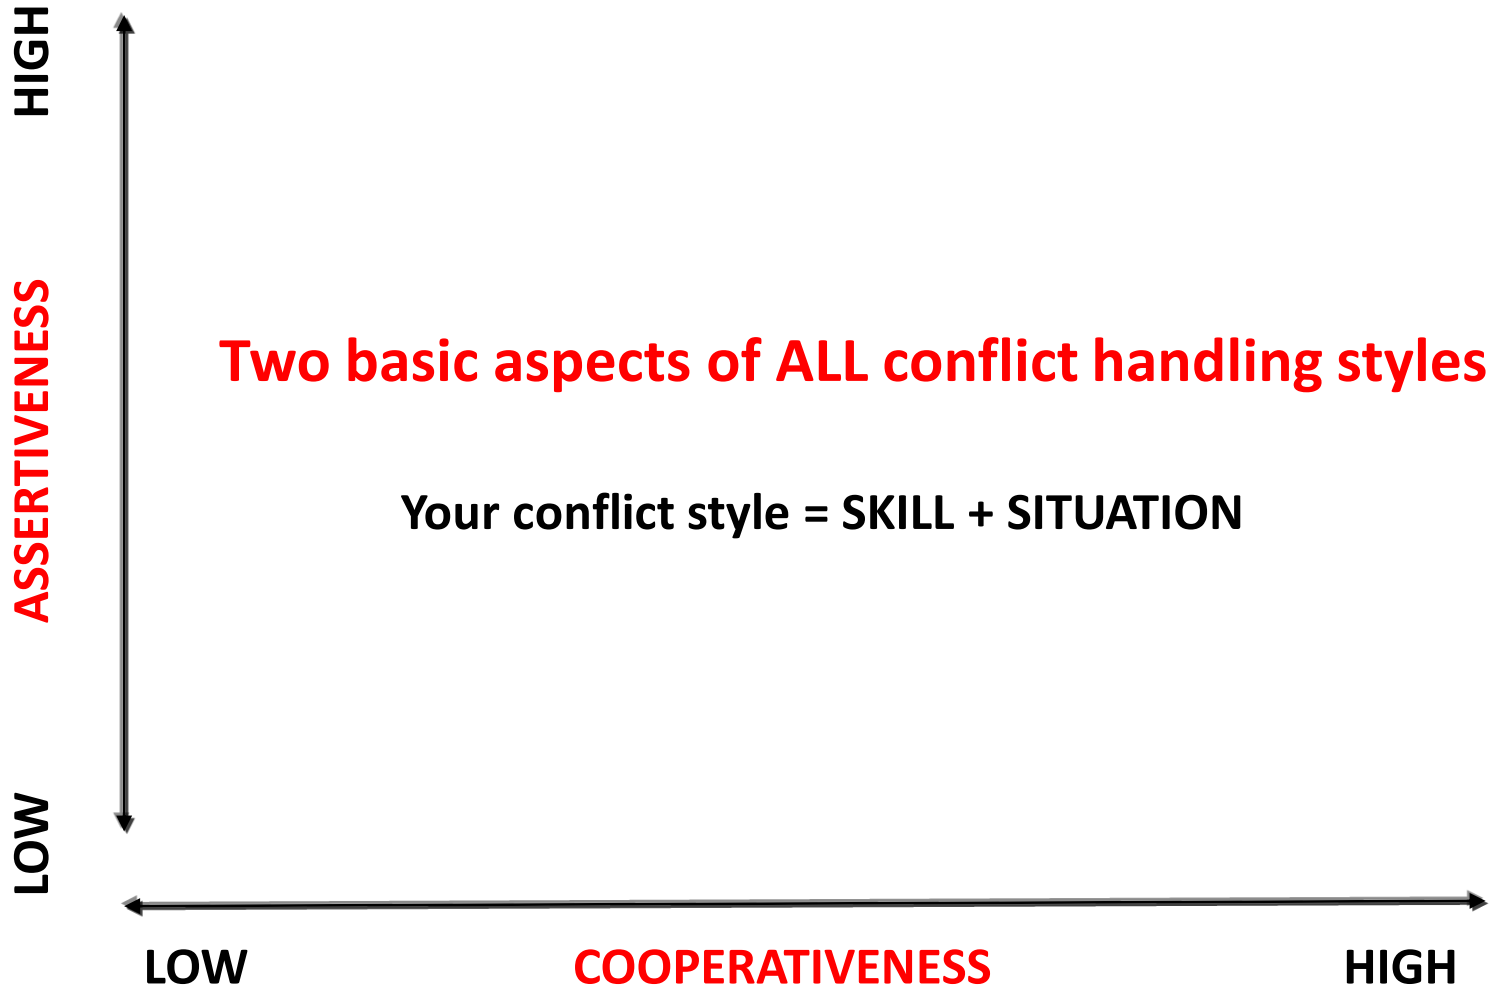 HIGH
ASSERTIVENESS
LOW
Two basic aspects of ALL conflict handling styles
Your conflict style = SKILL + SITUATION
LOW
COOPERATIVENESS
HIGH